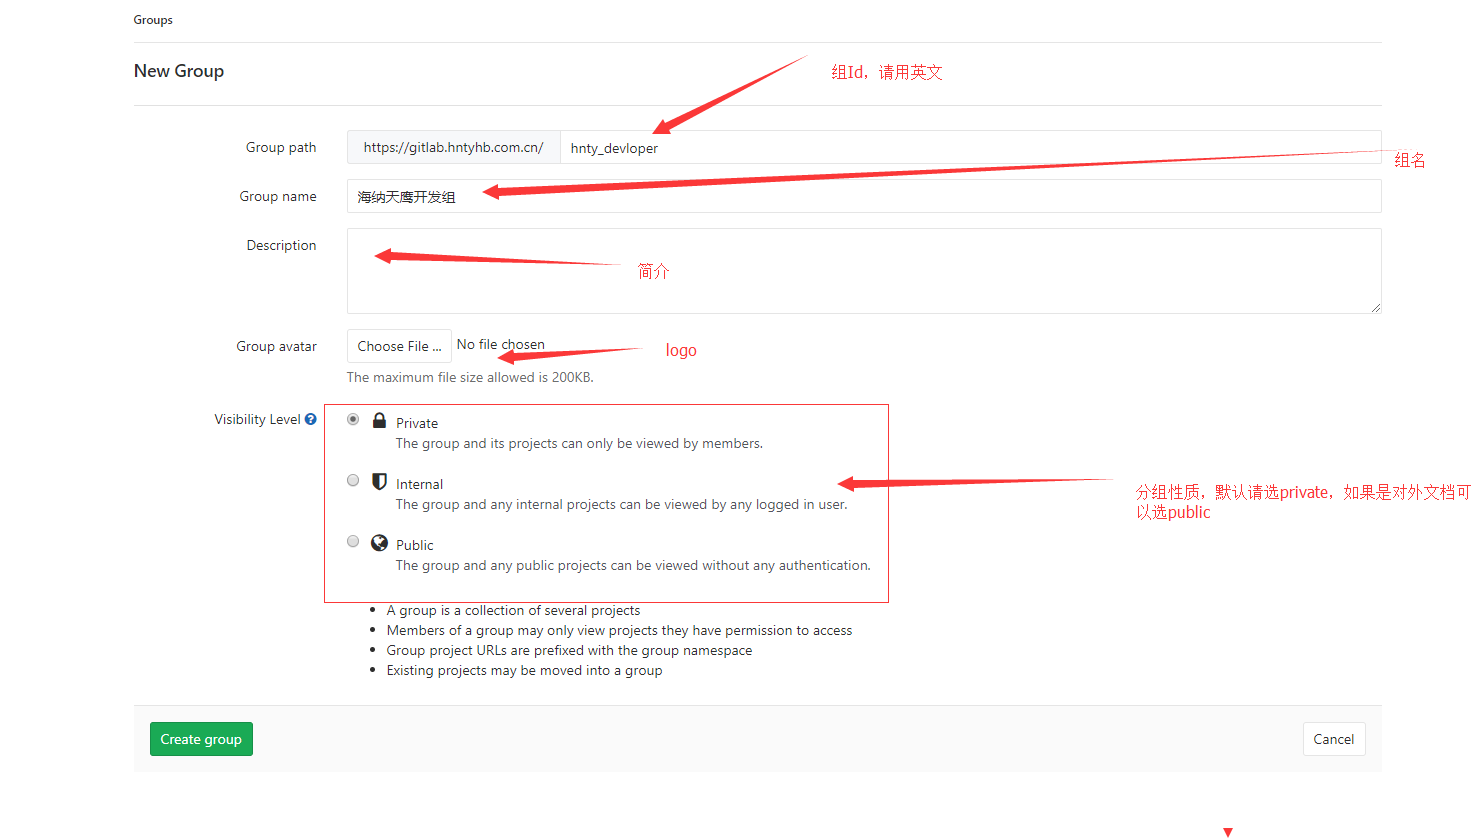 Groups
New Group
组Id，请用英文
Group path
https://gitlab.hntyhb.com.cn/
hnty_devloper
组名
Group name
海纳天鹰开发组
Description
简介
Group avatar
Choose File ...
No file chosen
logo
The maximum file size allowed is 200KB.
Visibility Level
Private
The group and its projects can only be viewed by members.
Internal
The group and any internal projects can be viewed by any logged in user.
分组性质，默认请选private，如果是对外文档可
以选public
Public
The group and any public projects can be viewed without any authentication.
A group is a collection of several projects
Members of a group may only view projects they have permission to access
Group project URLs are prefixed with the group namespace
Existing projects may be moved into a group
Create group
Cancel